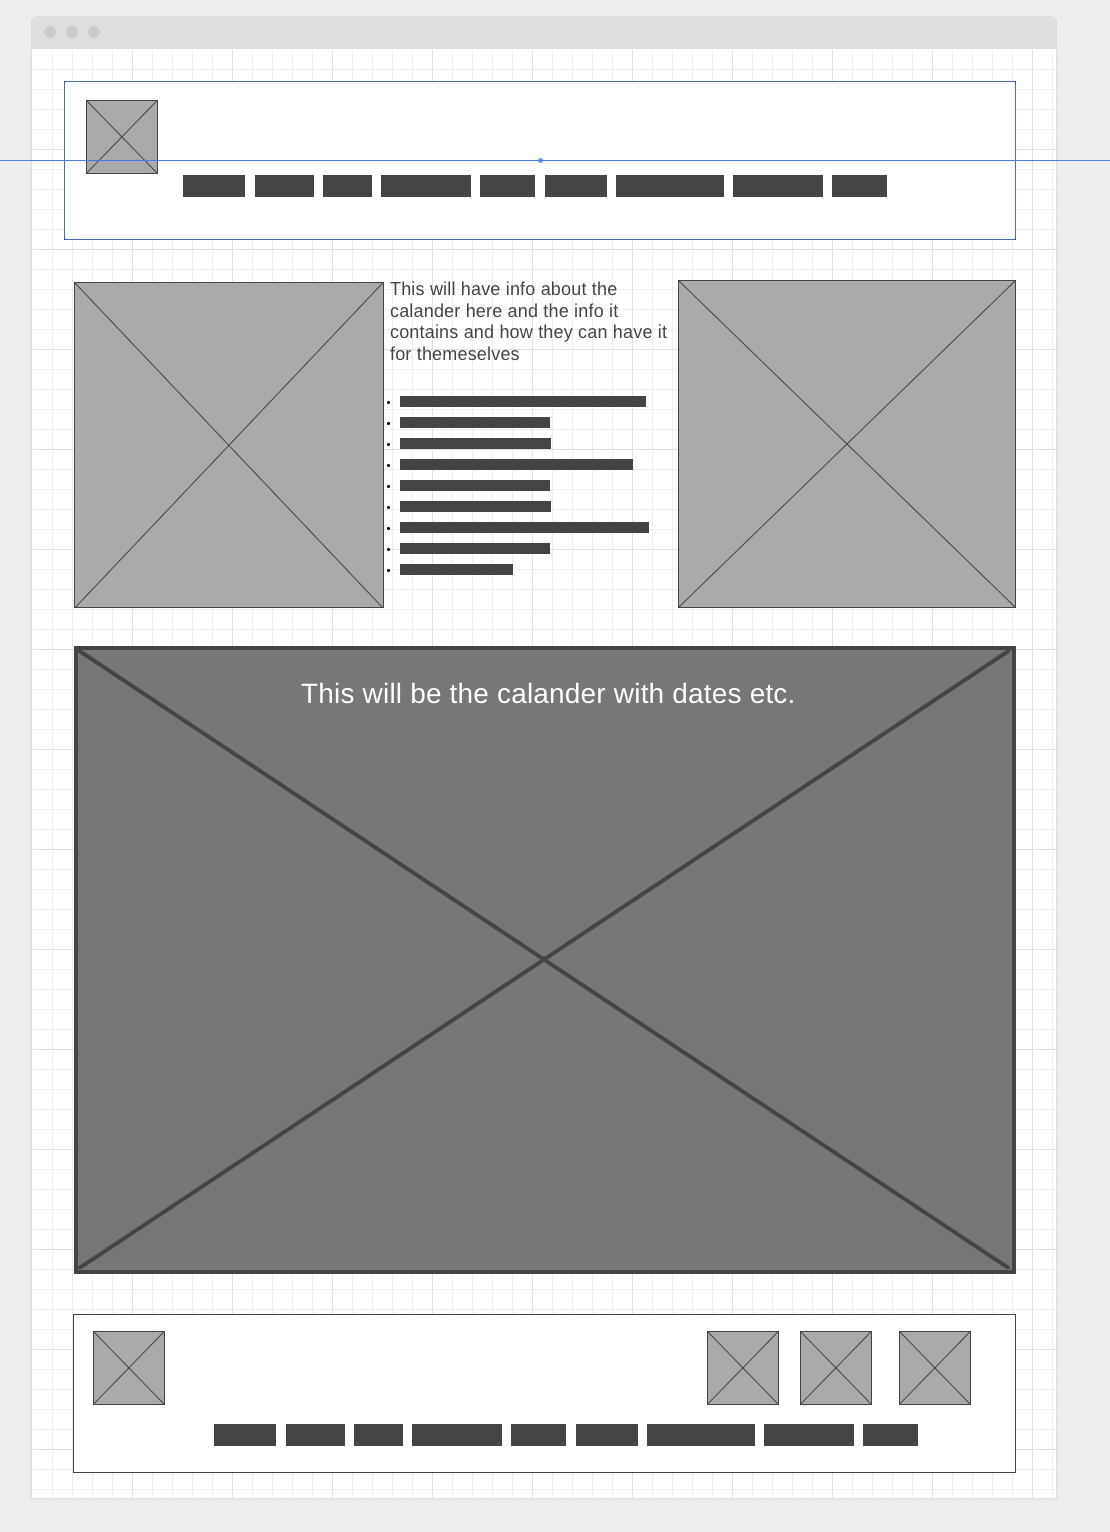 This will have info about the
calander here and the info it
contains and how they can have it
for themeselves
This will be the calander with dates etc.